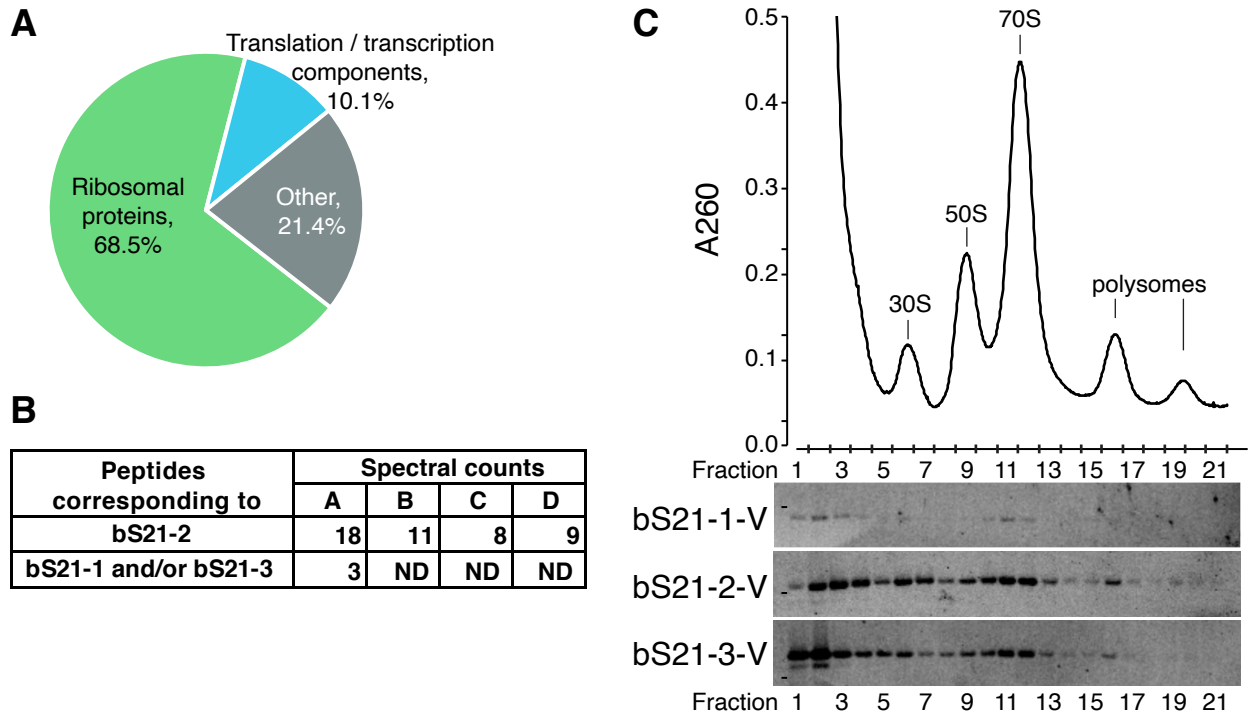 A
Translation / transcription
components,
10.1%
Ribosomal
proteins,
68.5%
Other,
21.4%
B
Peptides
corresponding to
Spectral counts
A B C D
bS21-2 18 11 8 9
bS21-1 and/or bS21-3 3 ND ND ND
C
A260
0.5
0.4
0.3
0.2
0.1
0.0
30S
50S
70S
polysomes
Fraction 1 3 5 7 9 11 13 15 17 19 21
bS21-1-V
bS21-2-V
bS21-3-V
Fraction 1 3 5 7 9 11 13 15 17 19 21